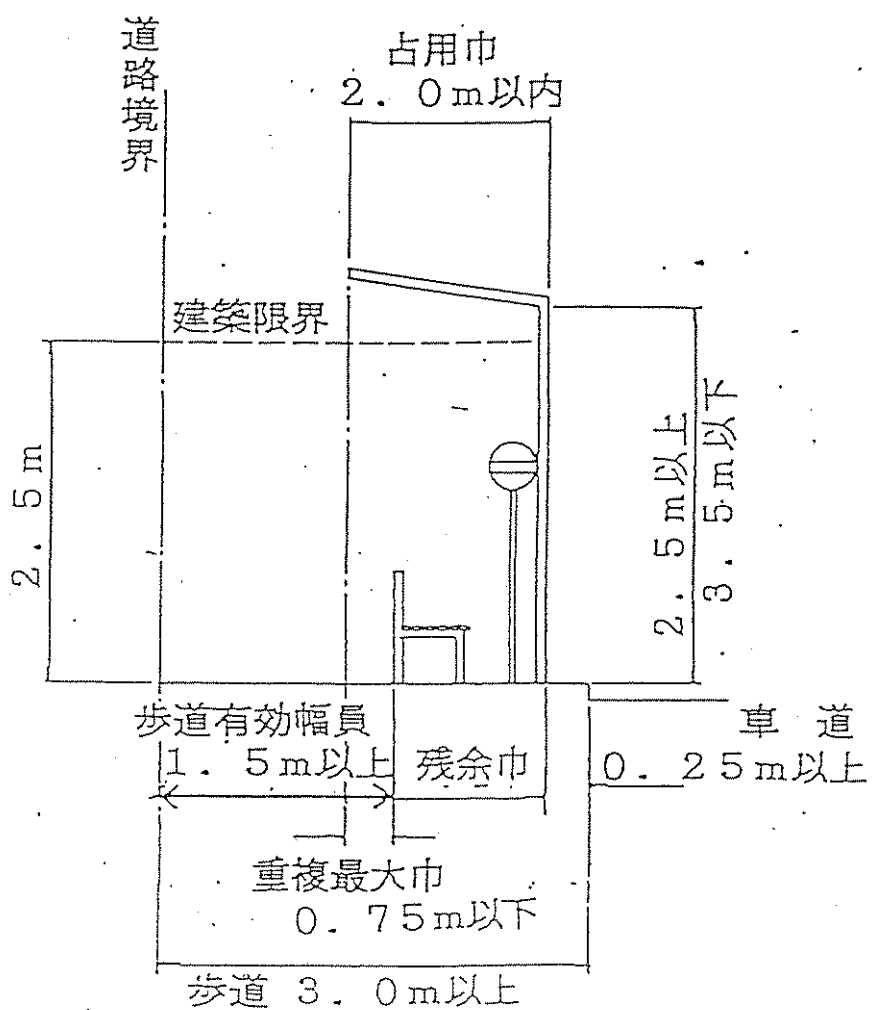 道路境界
占用巾
2.0m以内
建築限界
2.5m
2.5m以上
3.5m以下
歩道有効幅員
1.5m以上
残余巾
車 道
0.25m以上
重複最大巾
0.75m以下
歩道 3.0m以上